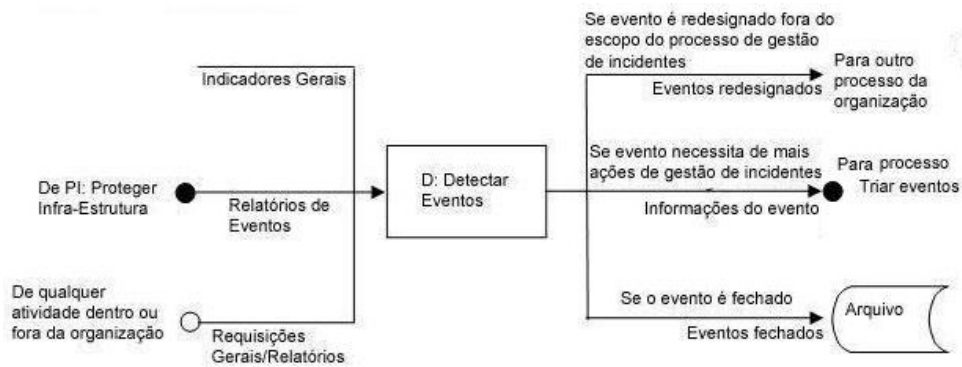 Indicadores Gerais
De PI: Proteger
Infra-Estrutura
Relatórios de
Eventos
De qualquer
atividade dentro ou
fora da organização
Requisições
Gerais/Relatórios
D: Detectar
Eventos
Se evento é redesignado fora do
escopo do processo de gestão
de incidentes
Eventos redesignados
Para outro
processo da
organização
Se evento necessita de mais
ações de gestão de incidentes
Informações do evento
Para processo
Triar eventos
Se o evento é fechado
Eventos fechados
Arquivo